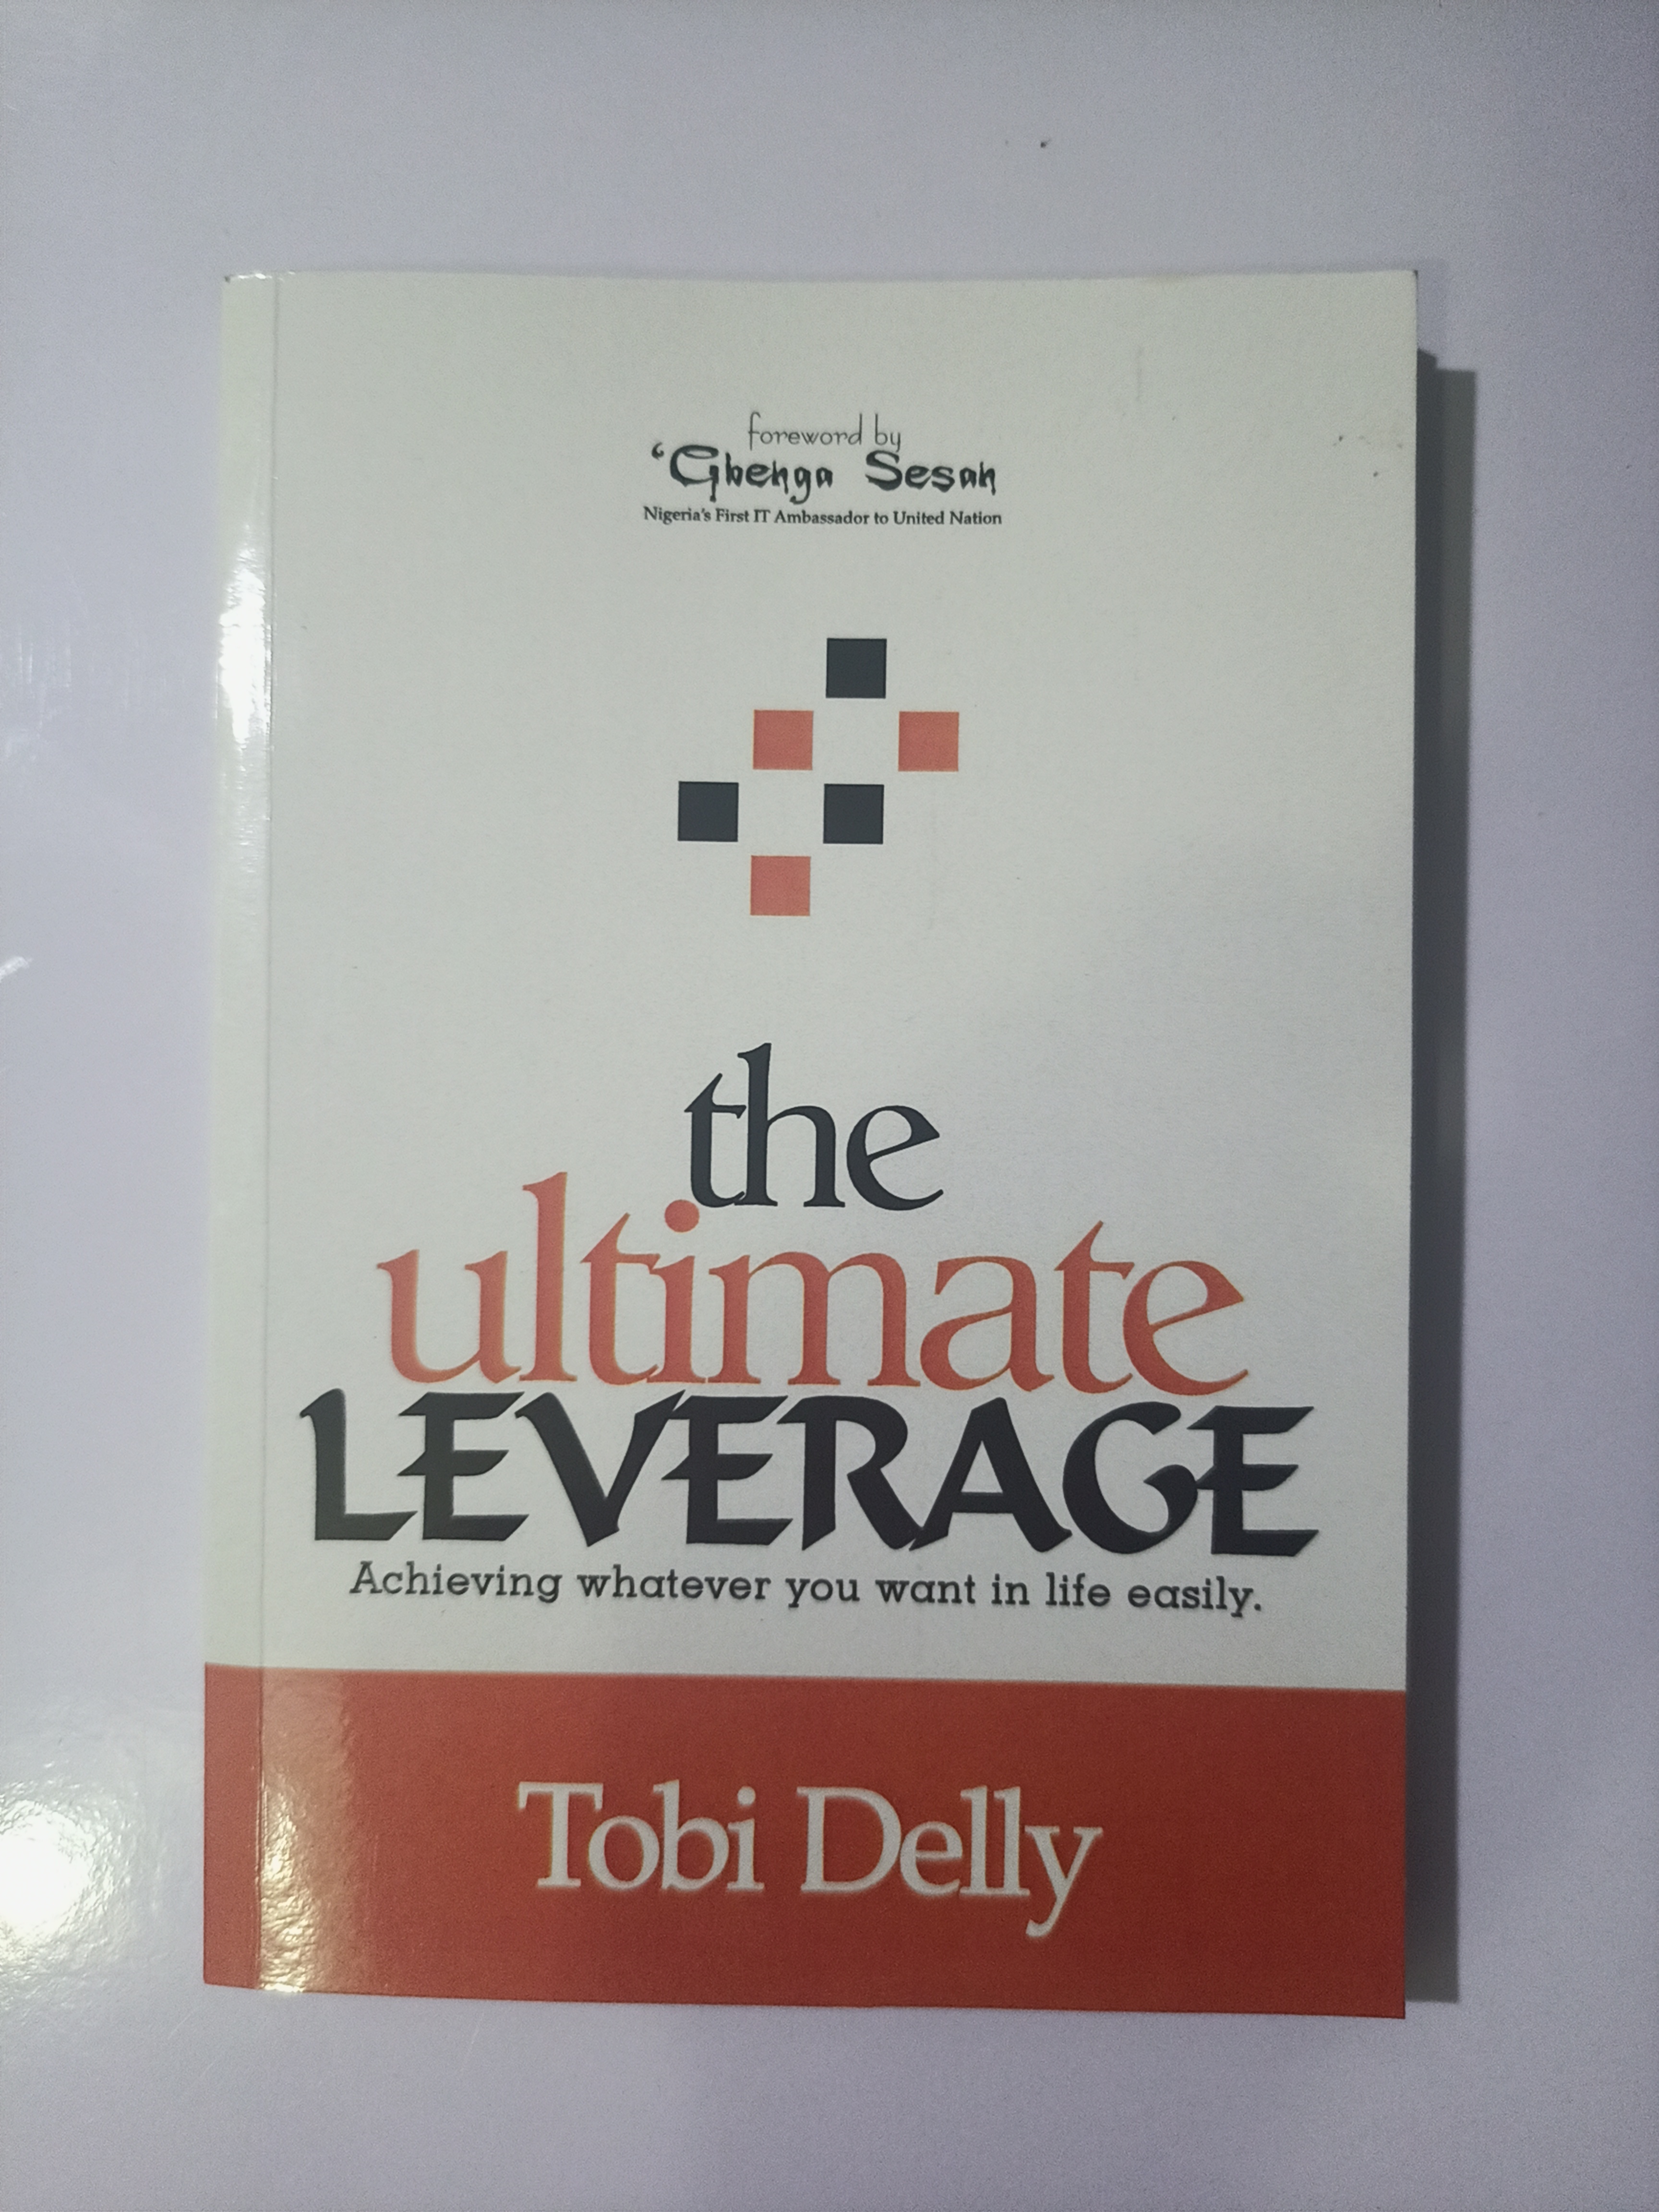 foreword by
‘Gbenga Sesan
Nigeria's First IT Ambassador to United Nation
the
ultimate
LEVERAGE
Achieving whatever you want in life easily.
Tobi Delly